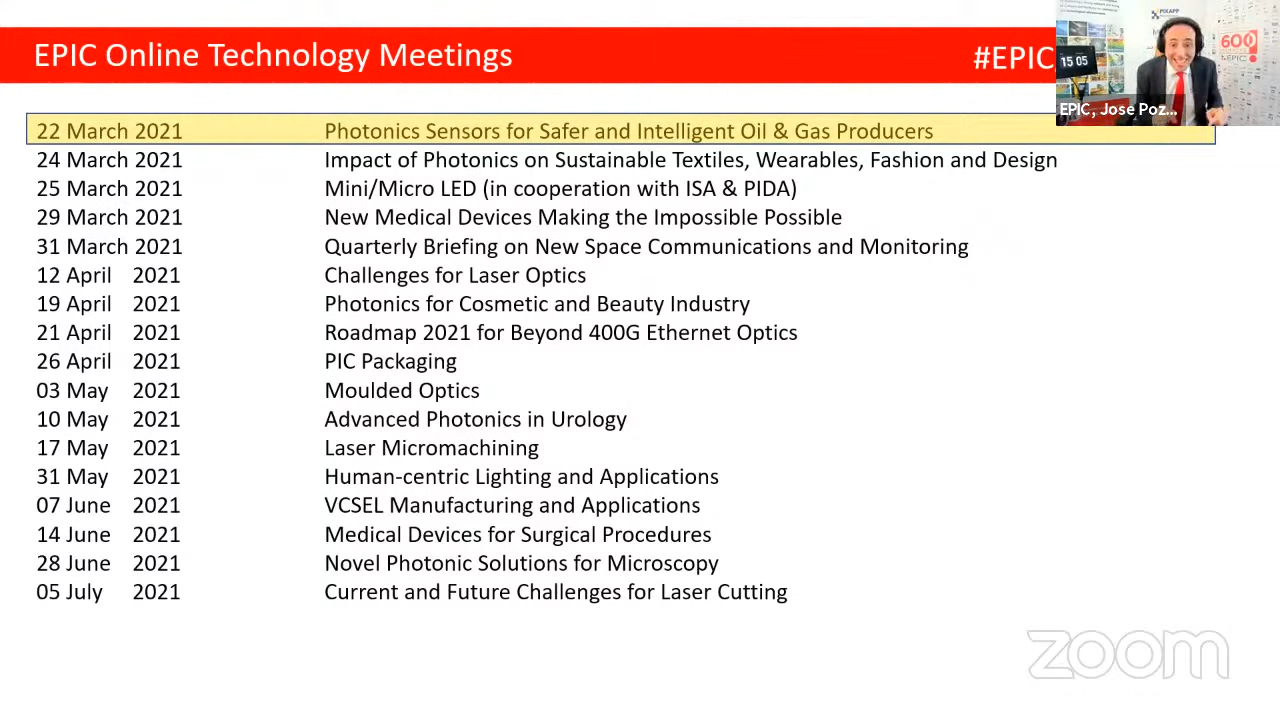 EPIC Online Technology Meetings
#EPIC
PIXAPP
15 05
600
EPIC
EPIC, Jose Poz...
22 March 2021 Photonics Sensors for Safer and Intelligent Oil & Gas Producers
24 March 2021 Impact of Photonics on Sustainable Textiles, Wearables, Fashion and Design
25 March 2021 Mini/Micro LED (in cooperation with ISA & PIDA)
29 March 2021 New Medical Devices Making the Impossible Possible
31 March 2021 Quarterly Briefing on New Space Communications and Monitoring
12 April 2021 Challenges for Laser Optics
19 April 2021 Photonics for Cosmetic and Beauty Industry
21 April 2021 Roadmap 2021 for Beyond 400G Ethernet Optics
26 April 2021 PIC Packaging
03 May 2021 Moulded Optics
10 May 2021 Advanced Photonics in Urology
17 May 2021 Laser Micromachining
31 May 2021 Human-centric Lighting and Applications
07 June 2021 VCSEL Manufacturing and Applications
14 June 2021 Medical Devices for Surgical Procedures
28 June 2021 Novel Photonic Solutions for Microscopy
05 July 2021 Current and Future Challenges for Laser Cutting
zoom